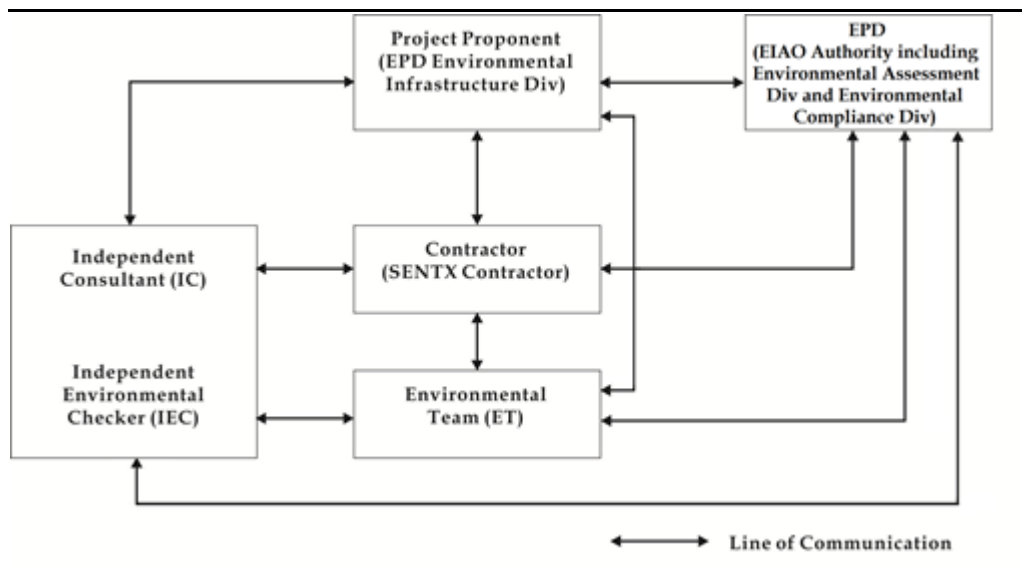 Project Proponent
(EPD Environmental
Infrastructure Div)
EPD
(EIAO Authority including
Environmental Assessment
Div and Environmental
Compliance Div)
Independent
Consultant (IC)
Contractor
(SENTX Contractor)
Independent
Environmental
Checker (IEC)
Environmental
Team (ET)
Line of Communication